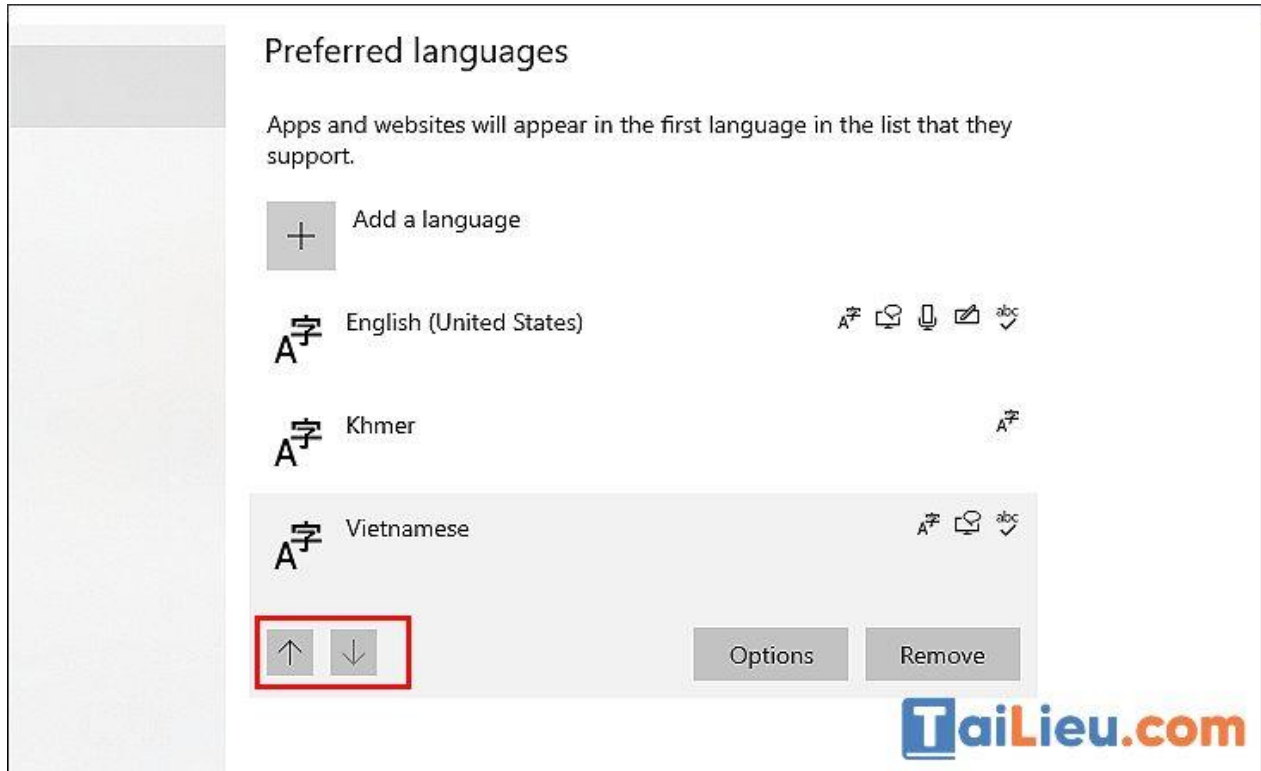 Preferred languages
Apps and websites will appear in the first language in the list that they
support.
Add a language
English (United States)
Khmer
Vietnamese
Options Remove
TaiLieu.com